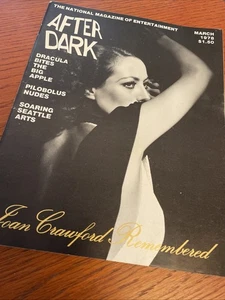 THE NATIONAL MAGAZINE OF ENTERTAINMENT
AFTER
DARK
MARCH
1978
$1.50
DRACULA
BITES
THE
BIG
APPLE
PILOBOLUS
NUDES
SOARING
SEATTLE
ARTS
Joan Crawford Remembered